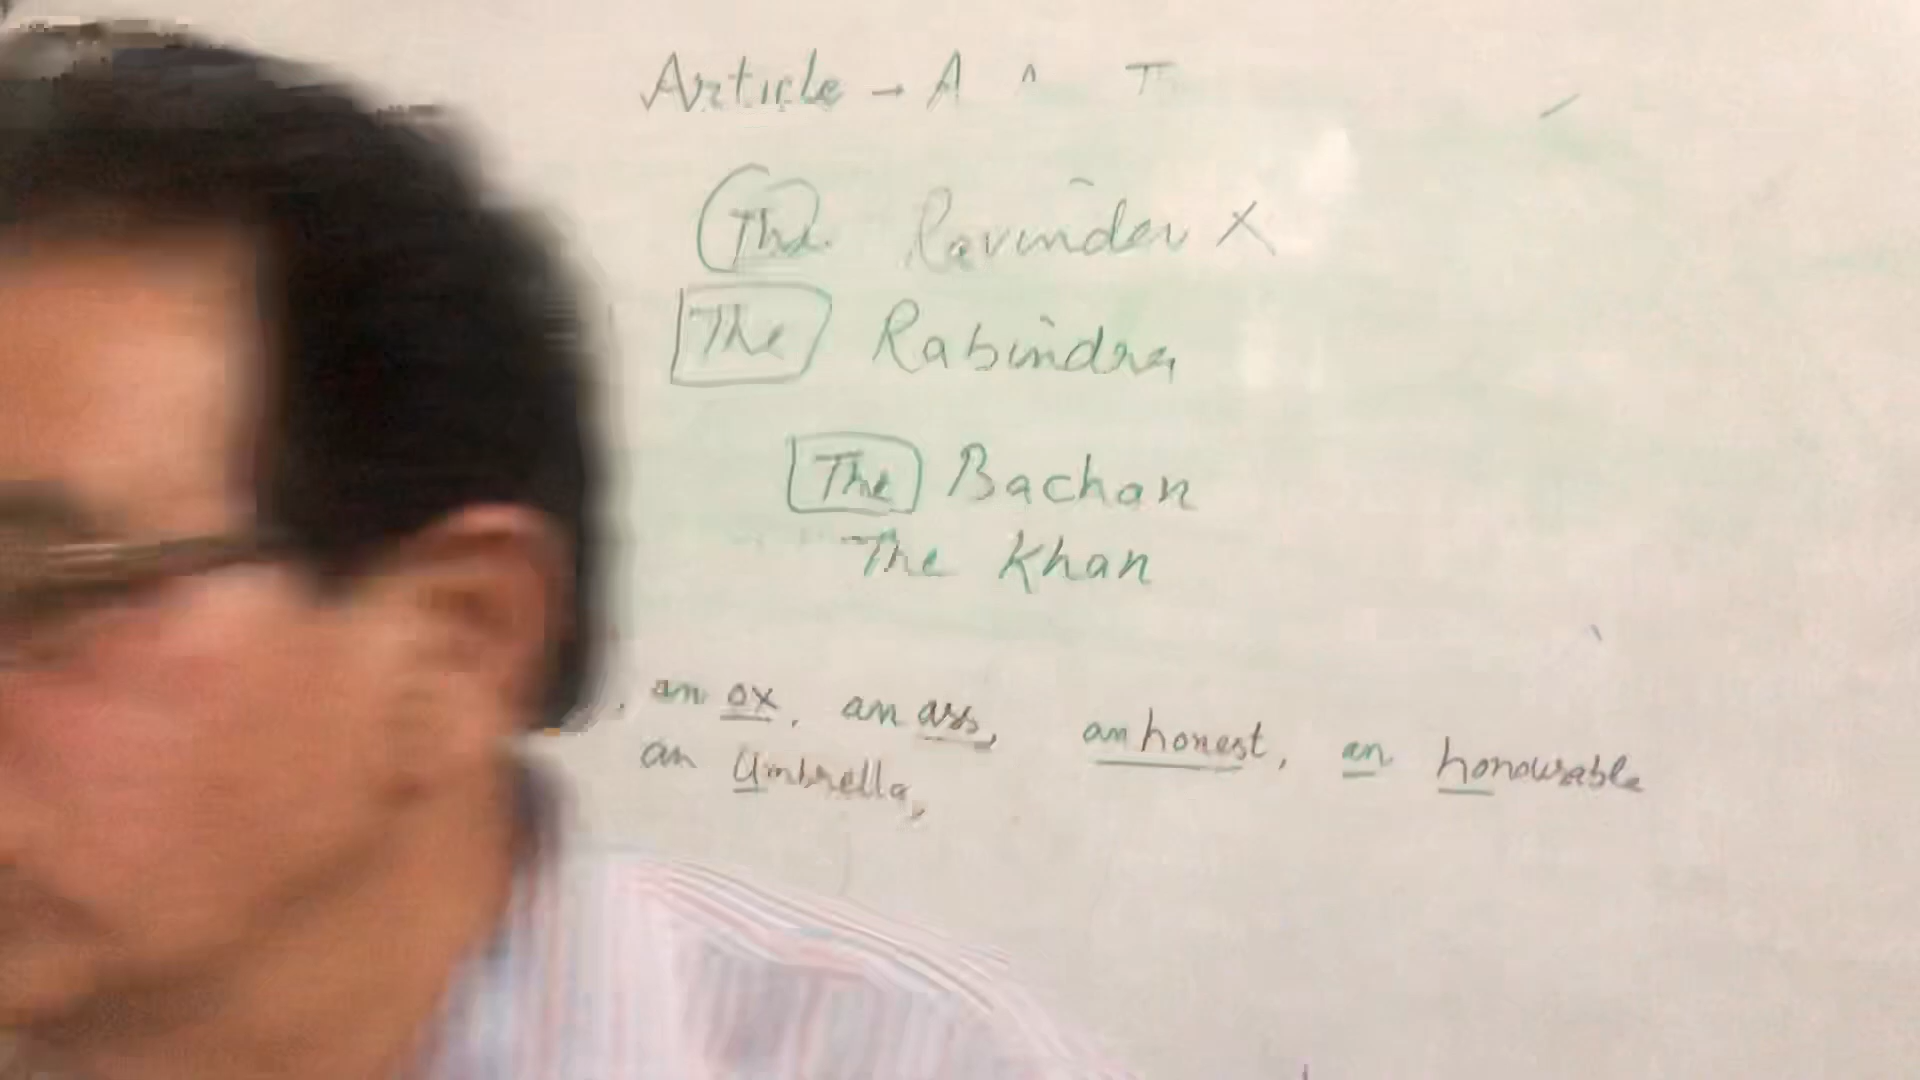 Article - A A T
The Ravinder X
The Rabindra
The Bachan
The Khan
an ox, an ass, an honest, an honourable
an Umbrella,